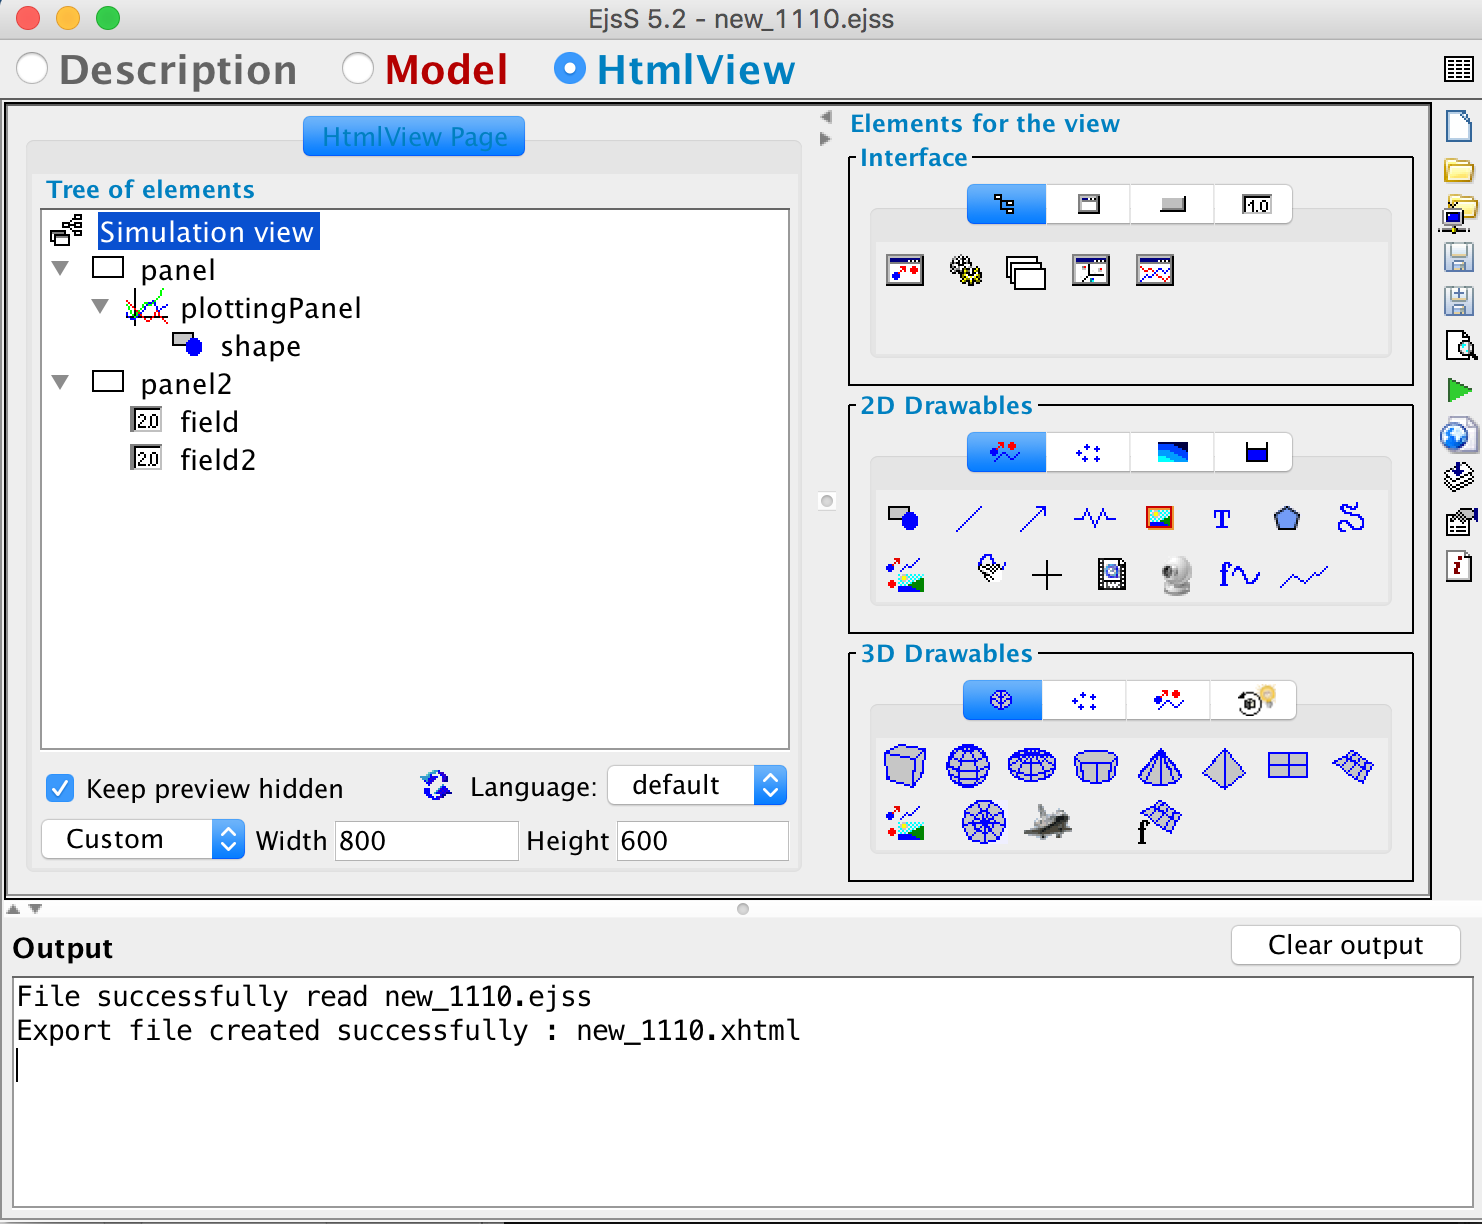 EjsS 5.2 - new_1110.ejss
Description Model HtmlView
HtmlView Page
Tree of elements
Simulation view
panel
plottingPanel
shape
panel2
2.0 field
2.0 field2
Keep preview hidden Language: default
Custom Width 800 Height 600
Elements for the view
Interface
1.0
2D Drawables
T
f
3D Drawables
f
Output Clear output
File successfully read new_1110.ejss
Export file created successfully : new_1110.xhtml